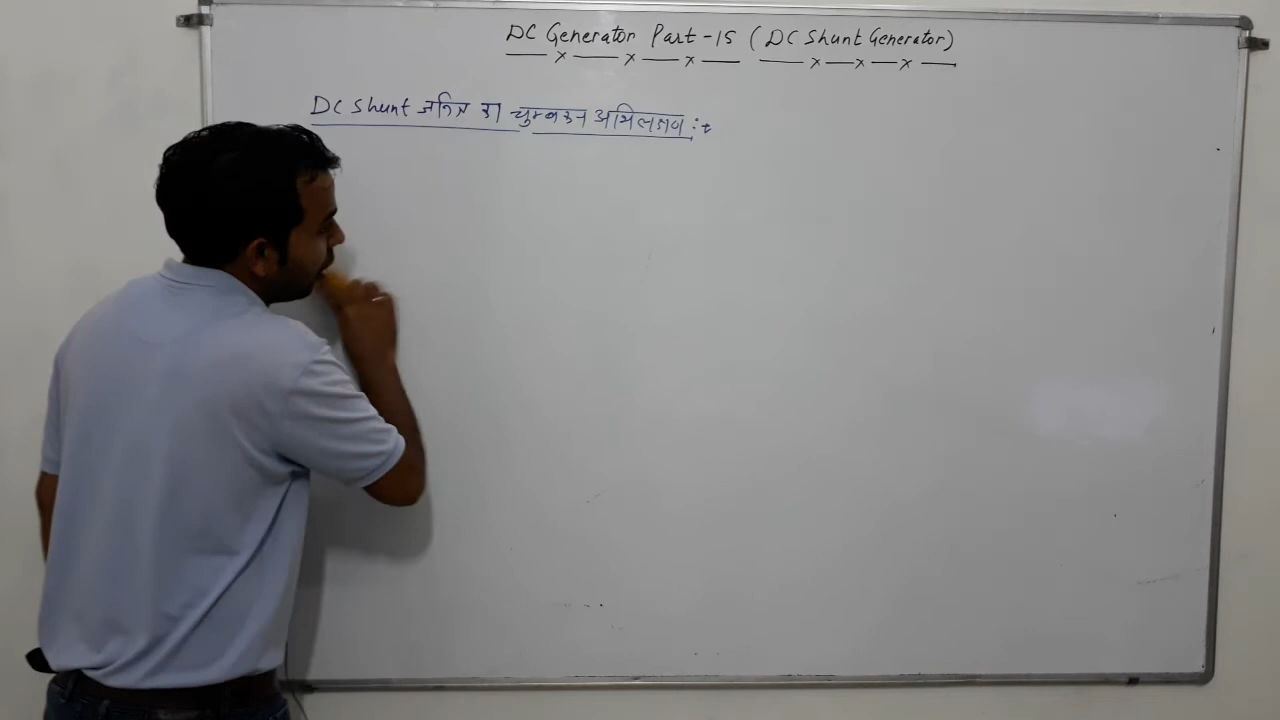 DC Generator Part-15 (DC Shunt Generator)
DC Shunt जनित्र का चुम्बकन अभिलक्षण :-